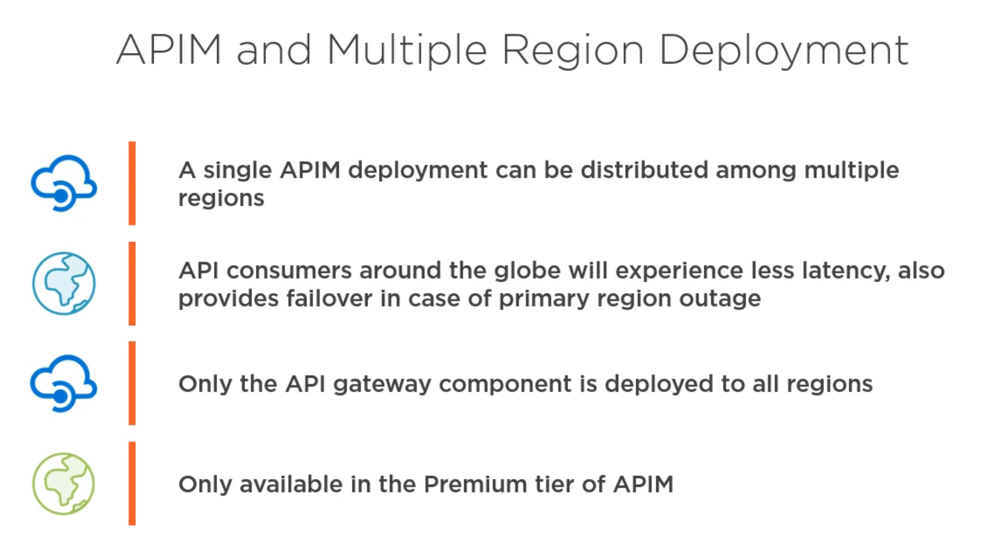 APIM and Multiple Region Deployment
A single APIM deployment can be distributed among multiple
regions
API consumers around the globe will experience less latency, also
provides failover in case of primary region outage
Only the API gateway component is deployed to all regions
Only available in the Premium tier of APIM